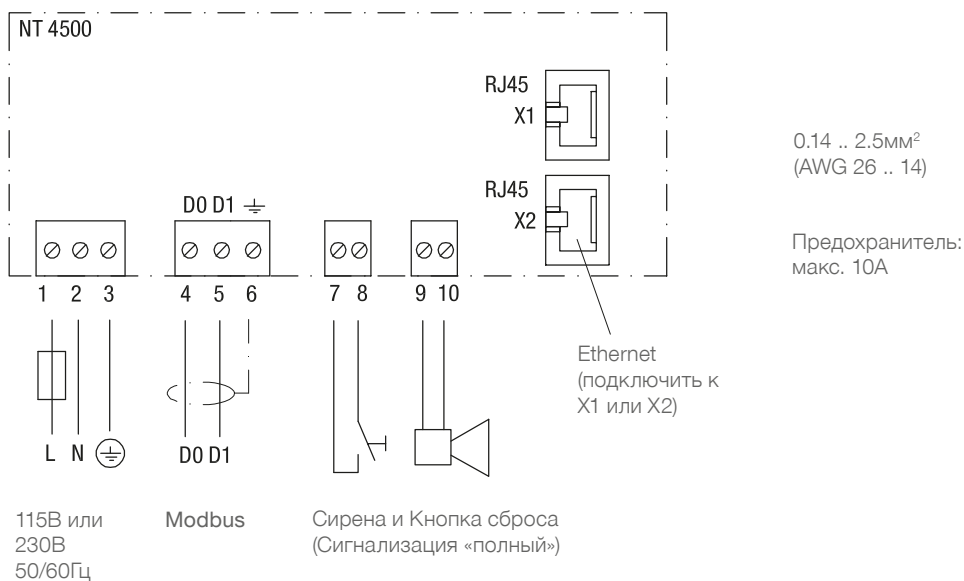 NT 4500
RJ45
X1
0.14 .. 2.5мм²
(AWG 26 .. 14)
RJ45
X2
D0 D1
Предохранитель:
макс. 10А
1 2 3 4 5 6 7 8 9 10
Ethernet
(подключить к
X1 или X2)
L N D0 D1
115В или
230В
50/60Гц
Modbus
Сирена и Кнопка сброса
(Сигнализация «полный»)